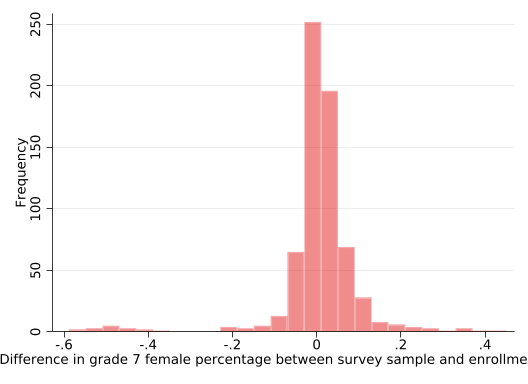 Frequency
250
200
150
100
50
0
-.6 -.4 -.2 0 .2 .4
Difference in grade 7 female percentage between survey sample and enrollme